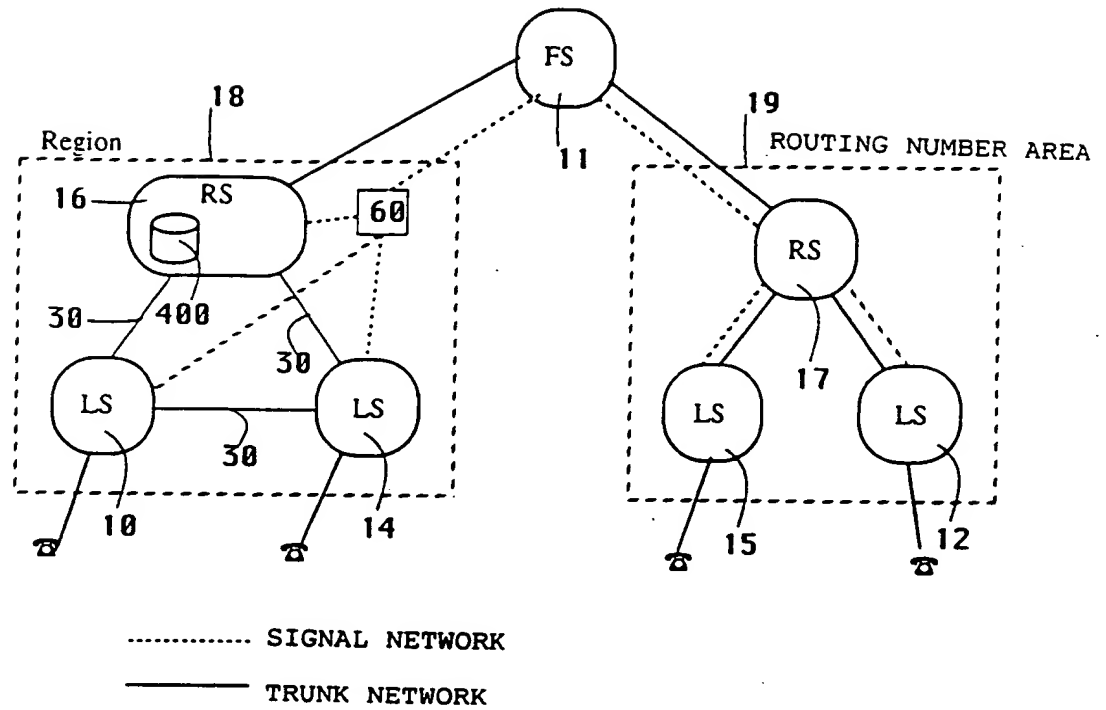 FS
11
18
19
Region
ROUTING NUMBER AREA
16
RS
60
RS
400
30
30
17
LS
LS
LS
LS
30
10
14
15
12
SIGNAL NETWORK
TRUNK NETWORK